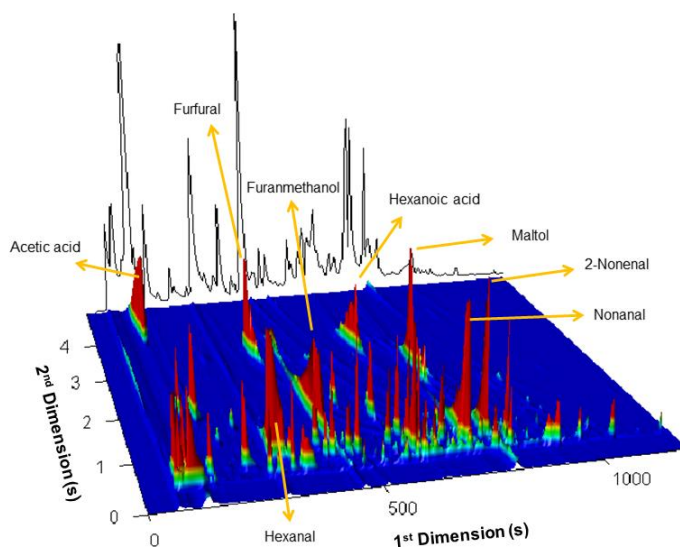 Furfural
Furanmethanol
Hexanoic acid
Acetic acid
Maltol
2-Nonenal
Nonanal
4
3
2
1
0
2nd Dimension (s)
0
500
1000
Hexanal
1st Dimension (s)